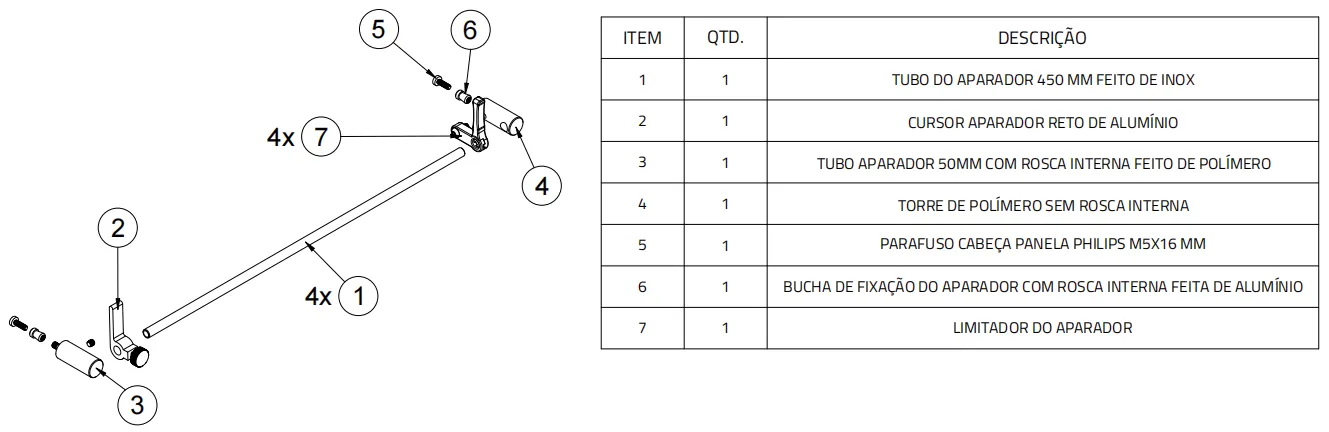 5
6
4x 7
4
2
4x 1
3
ITEM QTD. DESCRIÇÃO
1 1 TUBO DO APARADOR 450 MM FEITO DE INOX
2 1 CURSOR APARADOR RETO DE ALUMÍNIO
3 1 TUBO APARADOR 50MM COM ROSCA INTERNA FEITO DE POLÍMERO
4 1 TORRE DE POLÍMERO SEM ROSCA INTERNA
5 1 PARAFUSO CABEÇA PANELA PHILIPS M5X16 MM
6 1 BUCHA DE FIXAÇÃO DO APARADOR COM ROSCA INTERNA FEITA DE ALUMÍNIO
7 1 LIMITADOR DO APARADOR